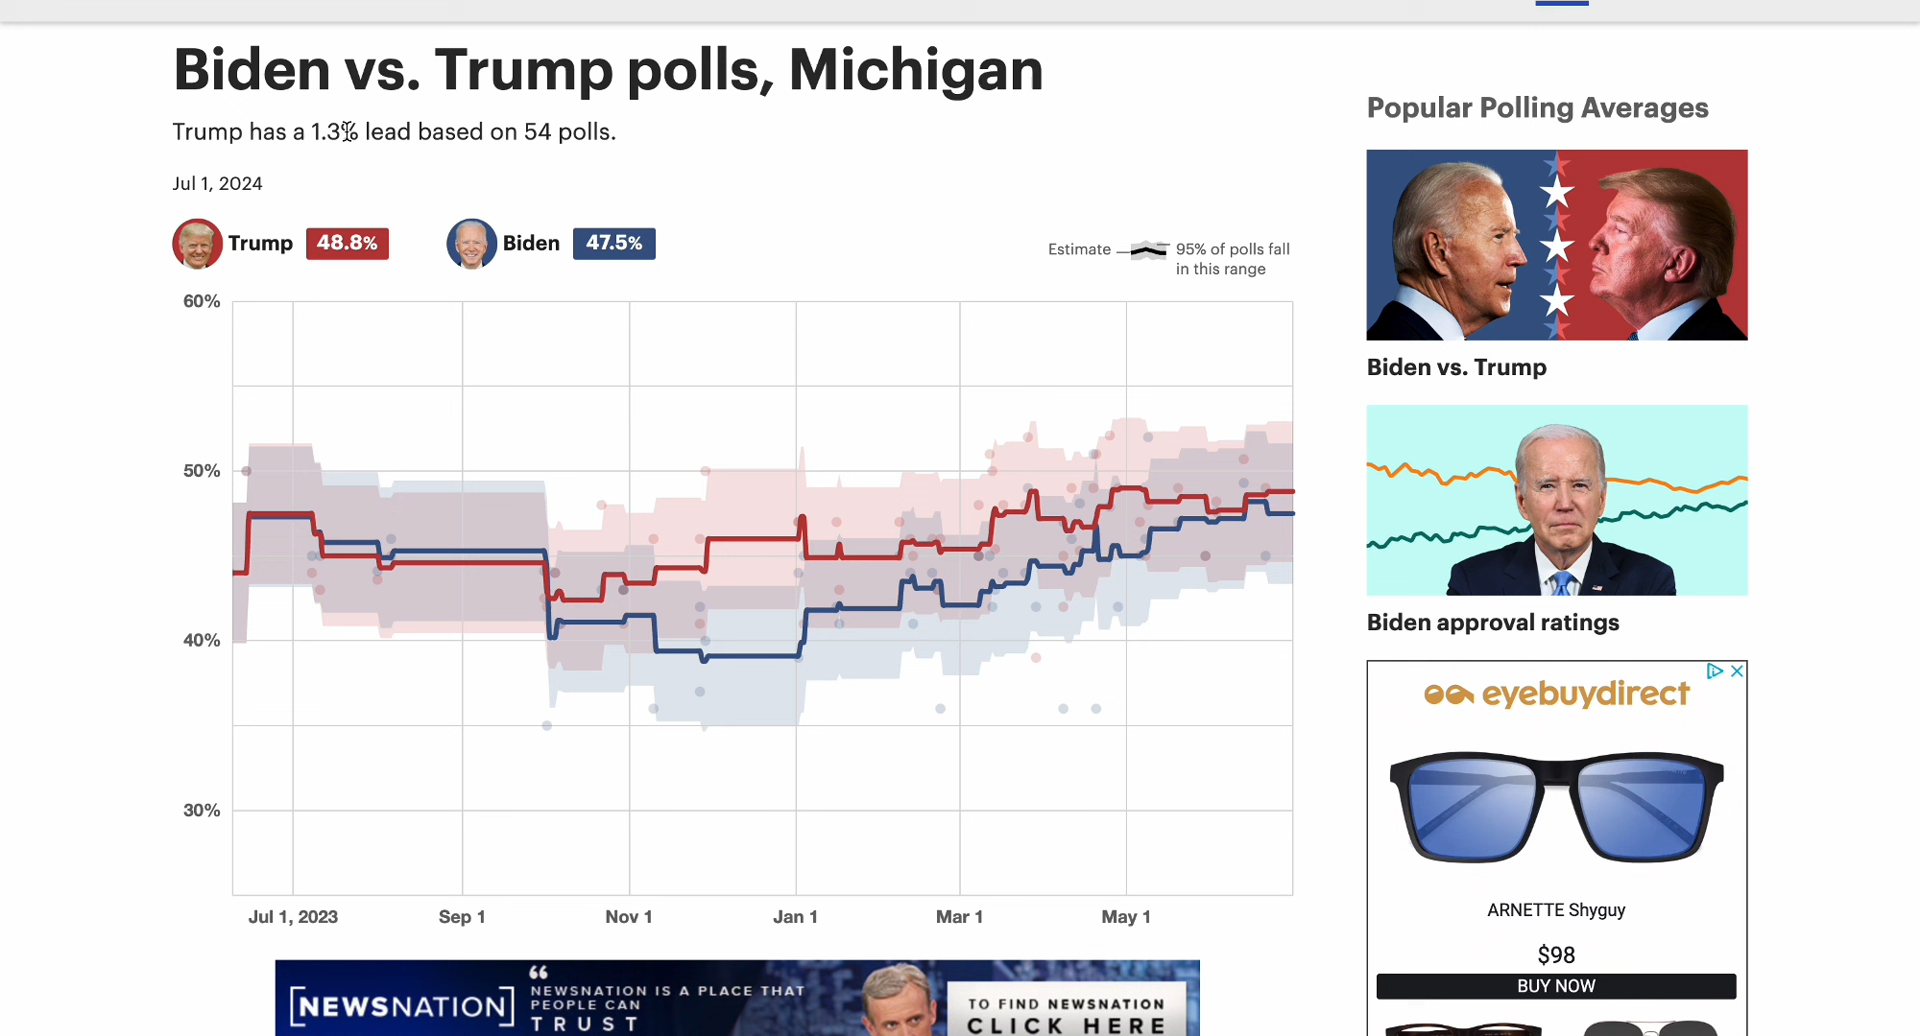 Biden vs. Trump polls, Michigan
Trump has a 1.3% lead based on 54 polls.
Jul 1, 2024
Trump 48.8% Biden 47.5%
Estimate
95% of polls fall
in this range
60%
50%
40%
30%
Jul 1, 2023 Sep 1 Nov 1 Jan 1 Mar 1 May 1
[NEWSNATION]
“
NEWSNATION IS A PLACE THAT
PEOPLE CAN
TRUST
TO FIND NEWSNATION
CLICK HERE
Popular Polling Averages
Biden vs. Trump
Biden approval ratings
eyebuydirect
ARNETTE Shyguy
$98
BUY NOW